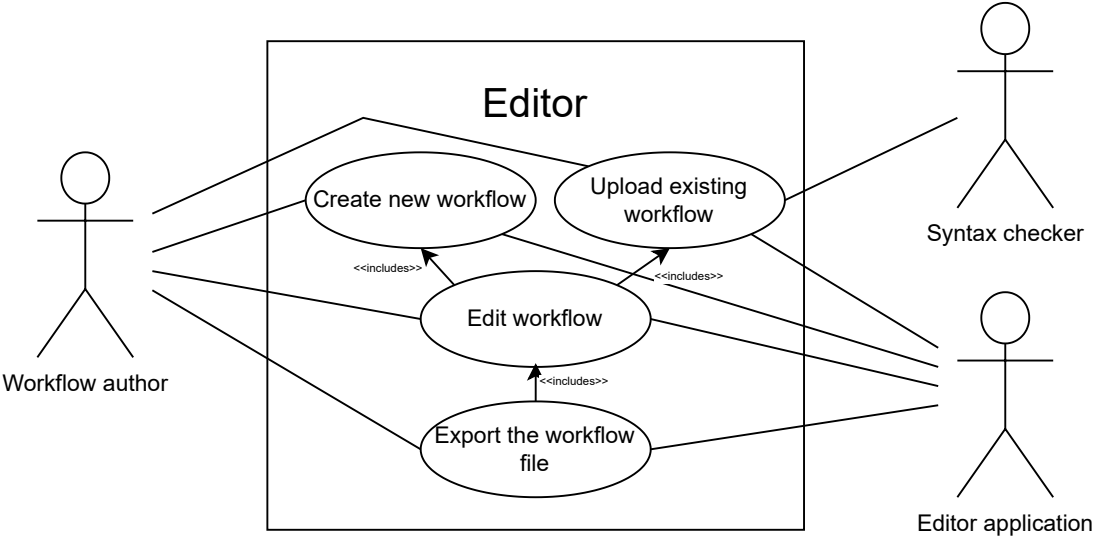 Editor
Create new workflow
Upload existing
workflow
Syntax checker
<<includes>>
<<includes>>
Edit workflow
Workflow author
<<includes>>
Export the workflow
file
Editor application